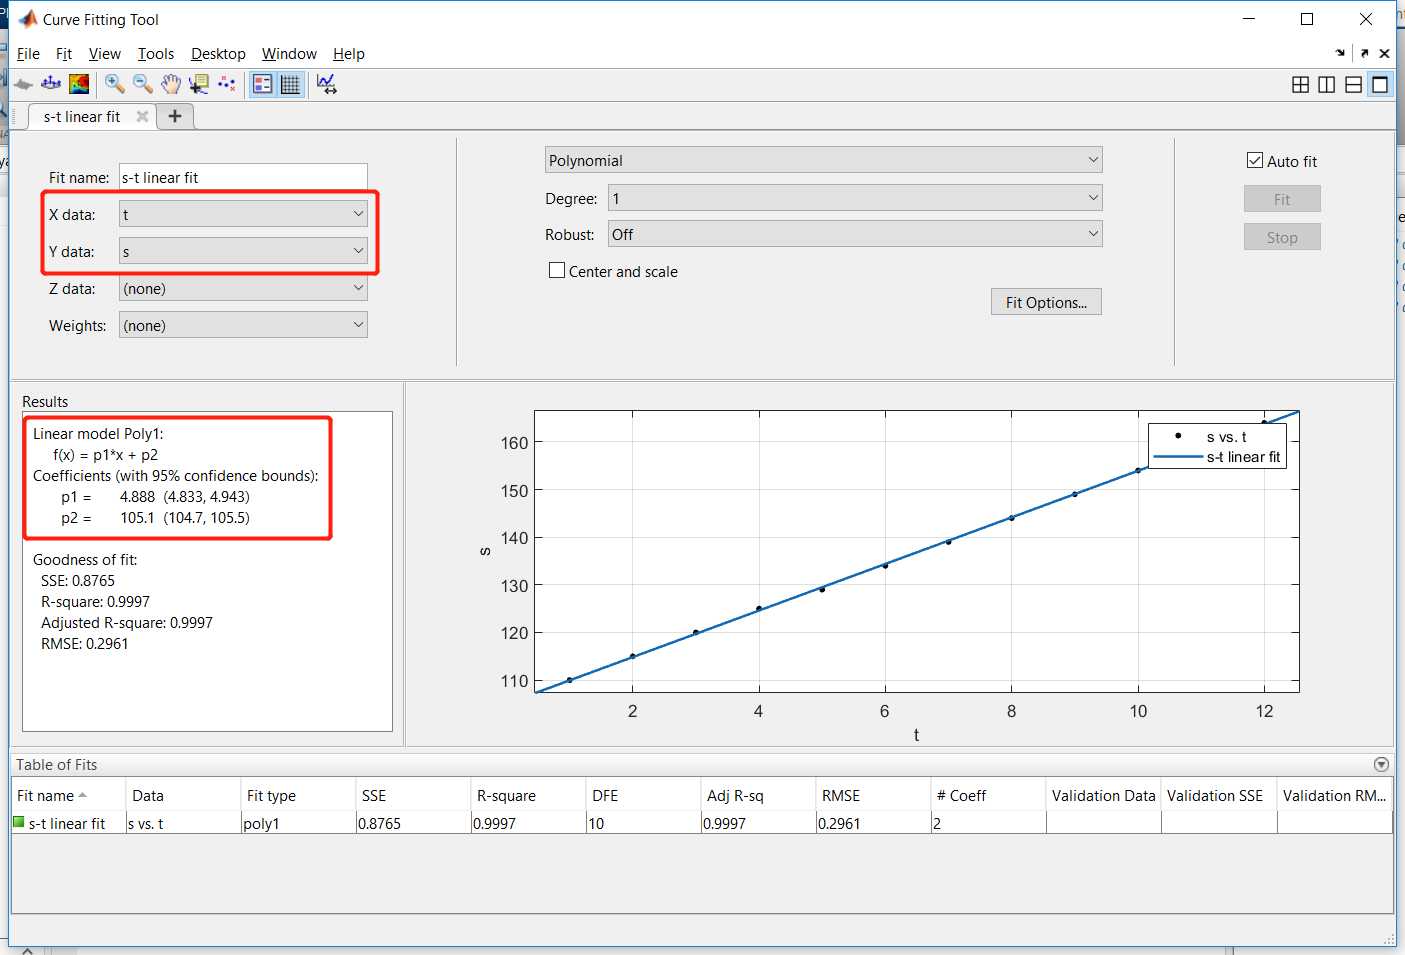 Curve Fitting Tool
File Fit View Tools Desktop Window Help
s-t linear fit
Fit name: s-t linear fit
X data: t
Y data: s
Z data: (none)
Weights: (none)
Polynomial
Degree: 1
Robust: Off
Center and scale
Fit Options...
Auto fit
Fit
Stop
Results
Linear model Poly1:
f(x) = p1*x + p2
Coefficients (with 95% confidence bounds):
p1 = 4.888 (4.833, 4.943)
p2 = 105.1 (104.7, 105.5)
Goodness of fit:
SSE: 0.8765
R-square: 0.9997
Adjusted R-square: 0.9997
RMSE: 0.2961
160
150
140
130
120
110
s
2 4 6 8 10 12
t
s vs. t
s-t linear fit
Table of Fits
Fit name Data Fit type SSE R-square DFE Adj R-sq RMSE # Coeff Validation Data Validation SSE Validation RM...
s-t linear fit s vs. t poly1 0.8765 0.9997 10 0.9997 0.2961 2